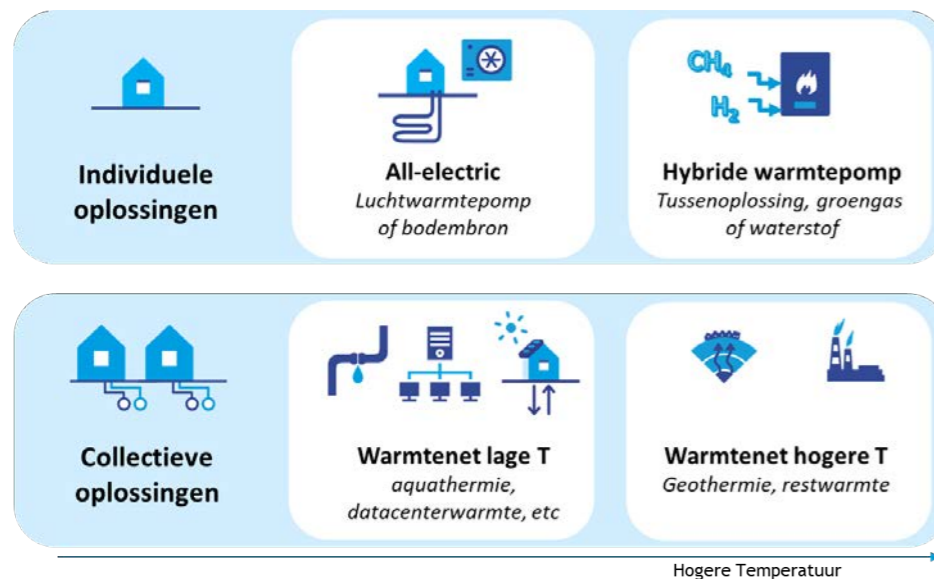 CH4
H2
Individuele
oplossingen
All-electric
Luchtwarmtepomp
of bodembron
Hybride warmtepomp
Tussenoplossing, groengas
of waterstof
Collectieve
oplossingen
Warmtenet lage T
aquathermie,
datacenterwarmte, etc
Warmtenet hogere T
Geothermie, restwarmte
Hogere Temperatuur